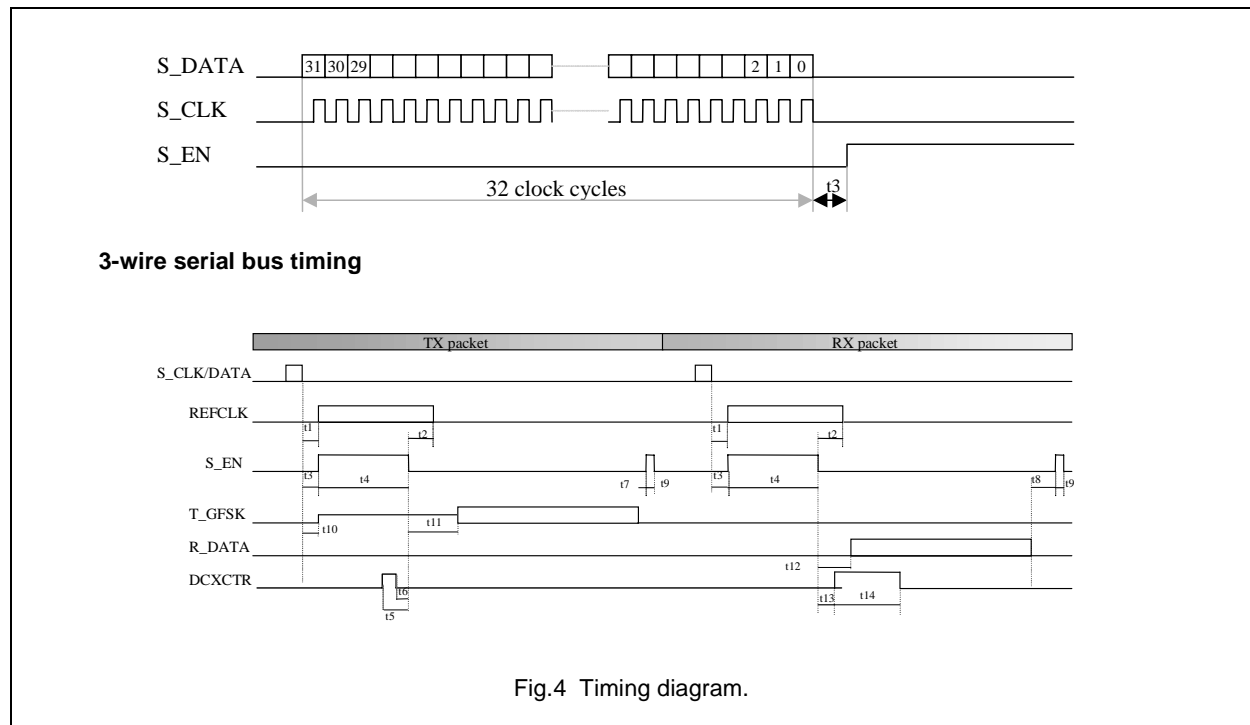 S_DATA 31 30 29 2 1 0
S_CLK
S_EN
32 clock cycles t3
3-wire serial bus timing
TX packet RX packet
S_CLK/DATA
REFCLK
t1 t2 t1 t2
S_EN
t3 t4 t7 t9 t3 t4 t8 t9
T_GFSK
t10 t11
R_DATA
t12
DCXCTR
t6 t13 t14
t5
Fig.4 Timing diagram.